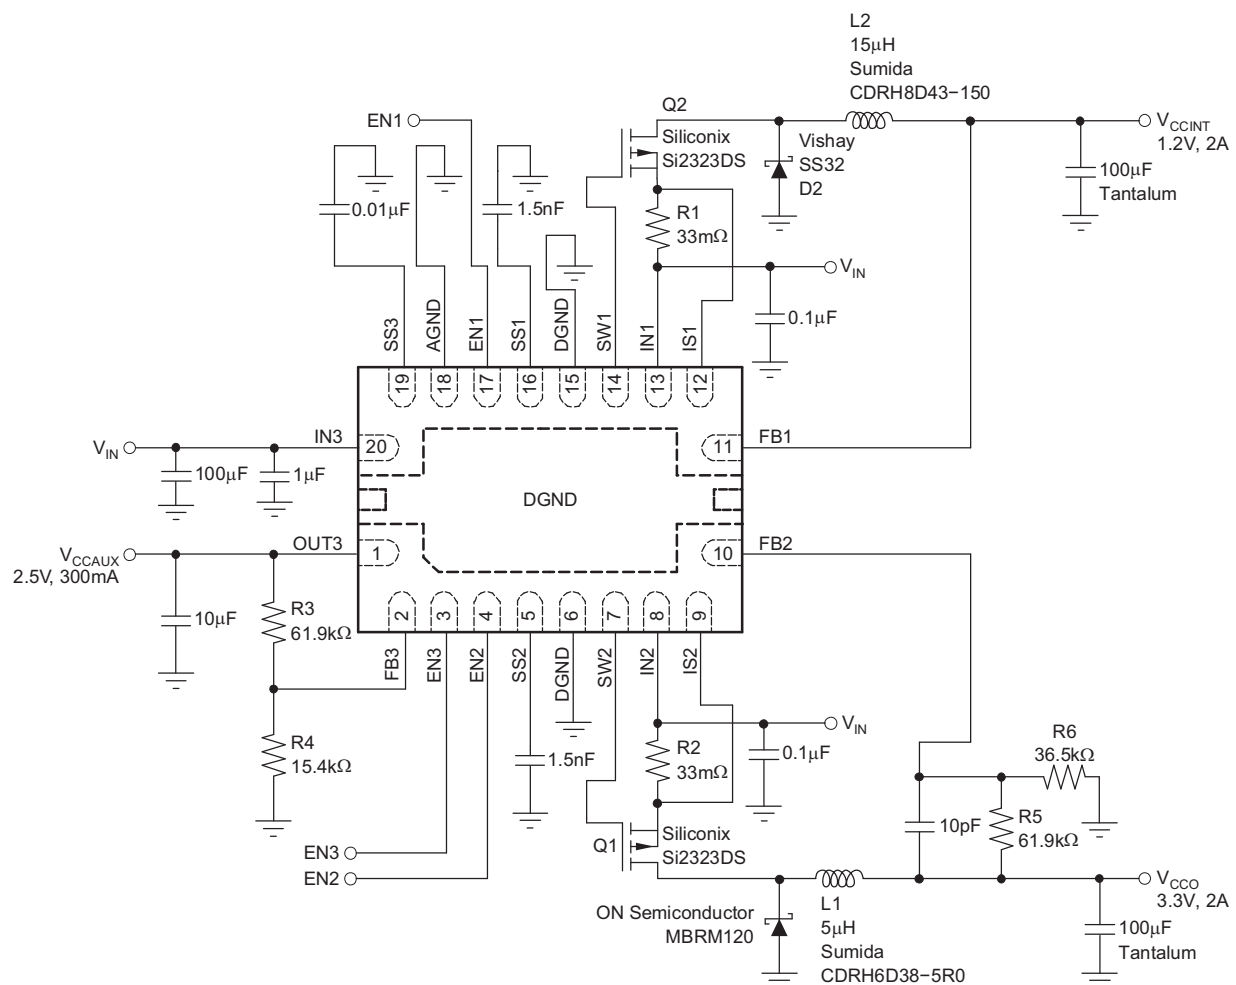 L2
15μH
Sumida
CDRH8D43−150
Q2
EN1
Siliconix
Si2323DS
Vishay
SS32
D2
VCCINT
1.2V, 2A
100μF
Tantalum
0.01μF
1.5nF
R1
33mΩ
VIN
0.1μF
SS3
AGND
EN1
SS1
DGND
SW1
IN1
IS1
19
18
17
16
15
14
13
12
VIN
IN3
20
11
FB1
100μF
1μF
DGND
VCCAUX
2.5V, 300mA
OUT3
1
10
FB2
10μF
R3
61.9kΩ
2
3
4
5
6
7
8
9
FB3
EN3
EN2
SS2
DGND
SW2
IN2
IS2
R4
15.4kΩ
1.5nF
R2
33mΩ
VIN
0.1μF
R6
36.5kΩ
10pF
R5
61.9kΩ
EN3
EN2
Q1
Siliconix
Si2323DS
ON Semiconductor
MBRM120
L1
5μH
Sumida
CDRH6D38−5R0
VCCO
3.3V, 2A
100μF
Tantalum